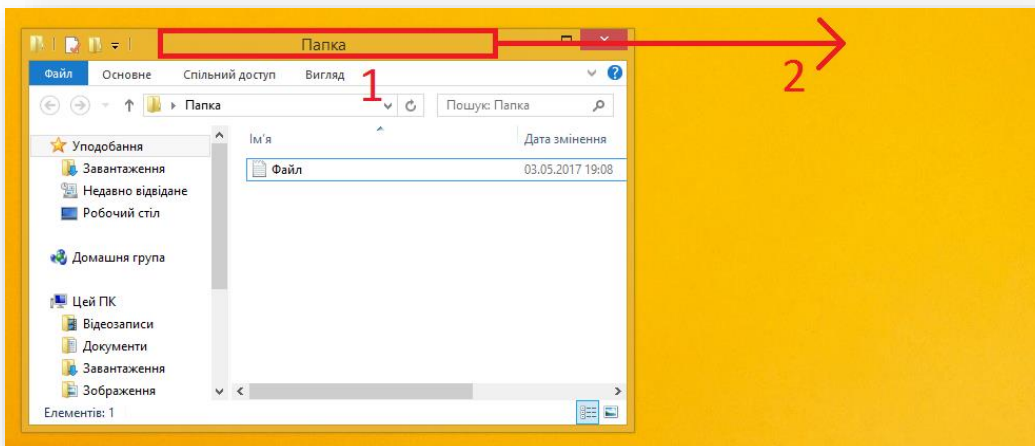 Папка
2
Файл Основне Спільний доступ Вигляд
1
Папка Пошук: Папка
Ім'я Дата змінення
Уподобання
Файл 03.05.2017 19:08
Завантаження
Недавно відвідане
Робочий стіл
Домашня група
Цей ПК
Відеозаписи
Документи
Завантаження
Зображення
Елементів: 1